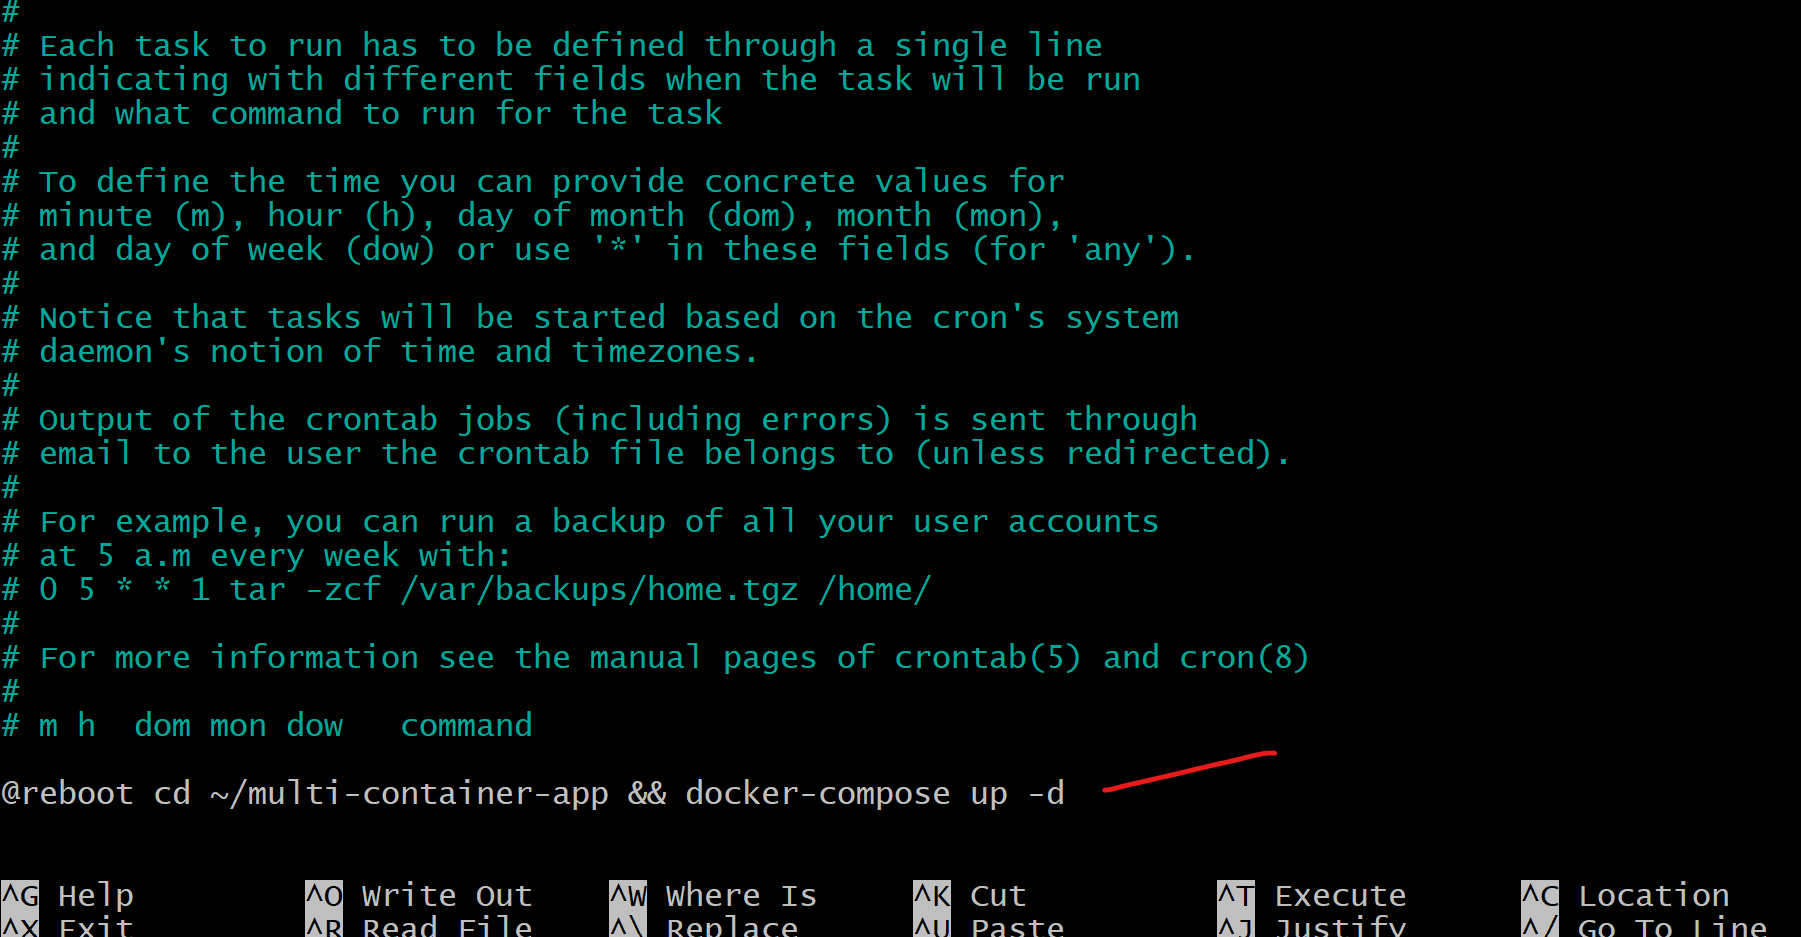 #
# Each task to run has to be defined through a single line
# indicating with different fields when the task will be run
# and what command to run for the task
#
# To define the time you can provide concrete values for
# minute (m), hour (h), day of month (dom), month (mon),
# and day of week (dow) or use '*' in these fields (for 'any').
#
# Notice that tasks will be started based on the cron's system
# daemon's notion of time and timezones.
#
# Output of the crontab jobs (including errors) is sent through
# email to the user the crontab file belongs to (unless redirected).
#
# For example, you can run a backup of all your user accounts
# at 5 a.m every week with:
# 0 5 * * 1 tar -zcf /var/backups/home.tgz /home/
#
# For more information see the manual pages of crontab(5) and cron(8)
#
# m h  dom mon dow   command
@reboot cd ~/multi-container-app && docker-compose up -d
^G Help ^O Write Out ^W Where Is ^K Cut ^T Execute ^C Location
^X Exit ^R Read File ^\ Replace ^U Paste ^J Justify ^/ Go To Line